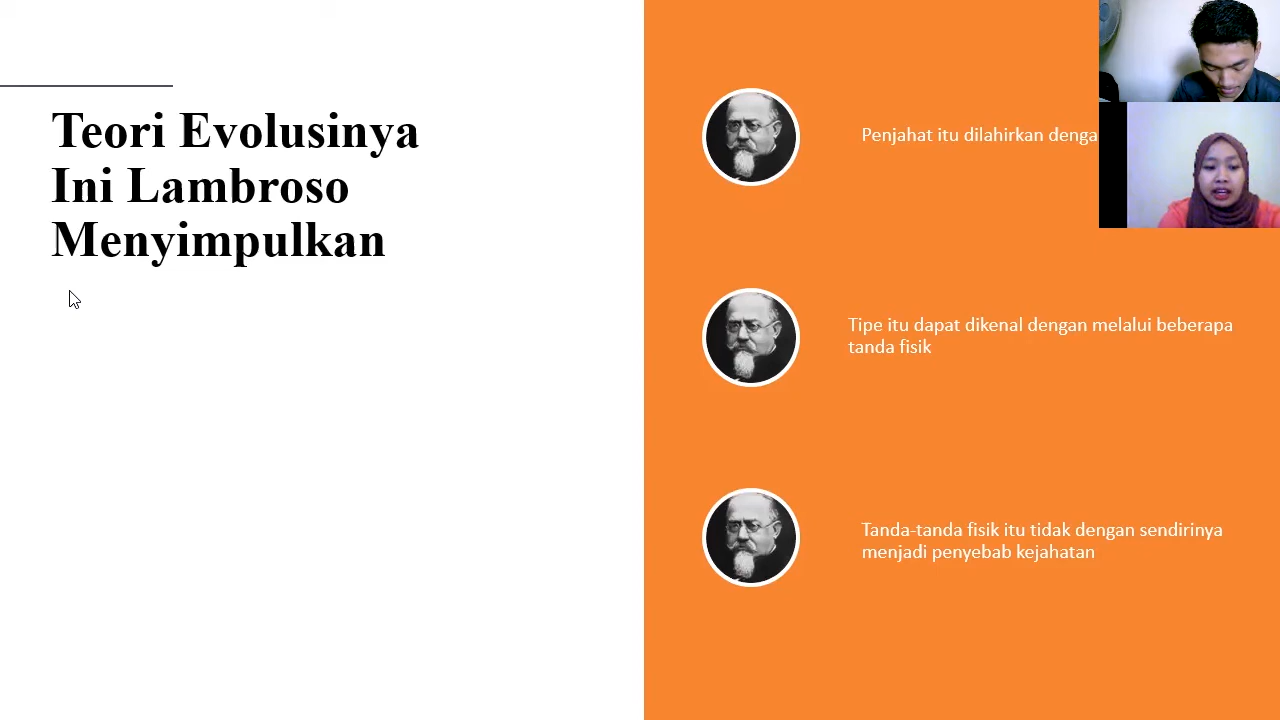 Teori Evolusinya
Ini Lambroso
Menyimpulkan
Penjahat itu dilahirkan
Tipe itu dapat dikenal dengan melalui beberapa
tanda fisik
Tanda-tanda fisik itu tidak dengan sendirinya
menjadi penyebab kejahatan